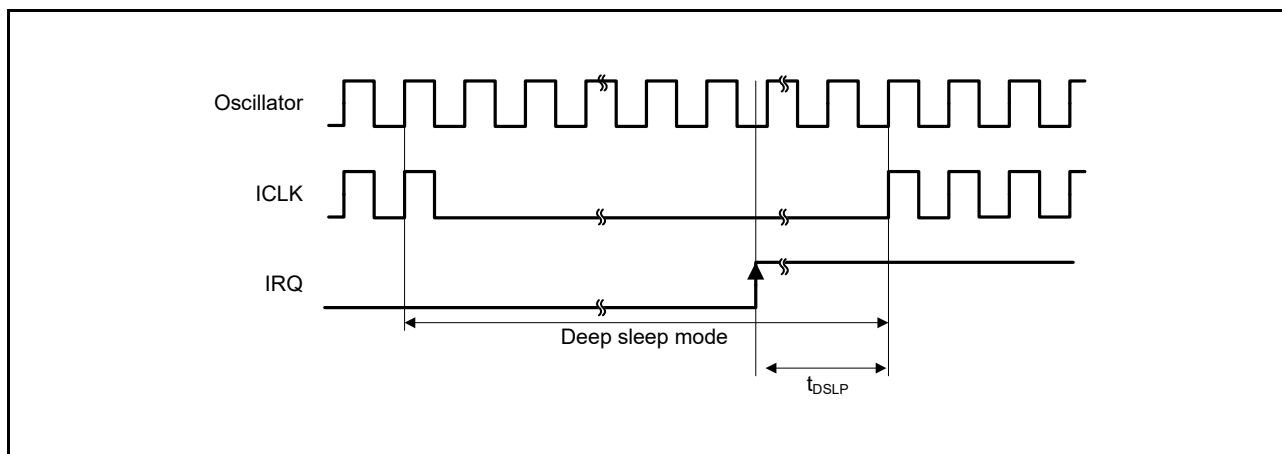 Oscillator
ICLK
IRQ
Deep sleep mode
tDSLP